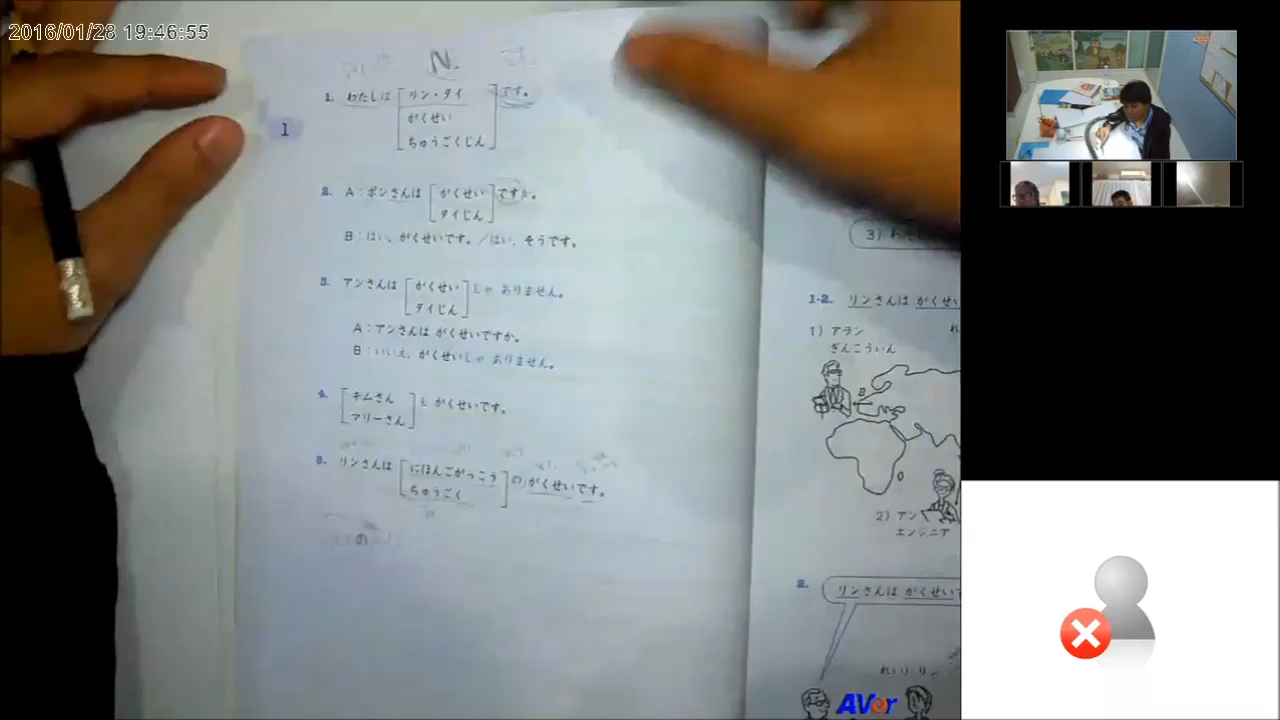 2016/01/28 19:46:55
N.
です。
1
1. わたしは [リン・タイ] です。
がくせい
ちゅうごくじん
2. A：ポンさんは [がくせい] ですか。
タイじん
B：はい、がくせいです。／はい、そうです。
3. アンさんは [がくせい] じゃ ありません。
タイじん
A：アンさんは がくせいですか。
B：いいえ、がくせいじゃ ありません。
4. [キムさん] も がくせいです。
マリーさん
5. リンさんは [にほんごがっこう] の がくせいです。
ちゅうごく
の
3) わた
1-2. リンさんは がくせい
1) アラン
ぎんこういん
2) アン
エンジニア
2. リンさんは がくせい
れい) リン
AVer